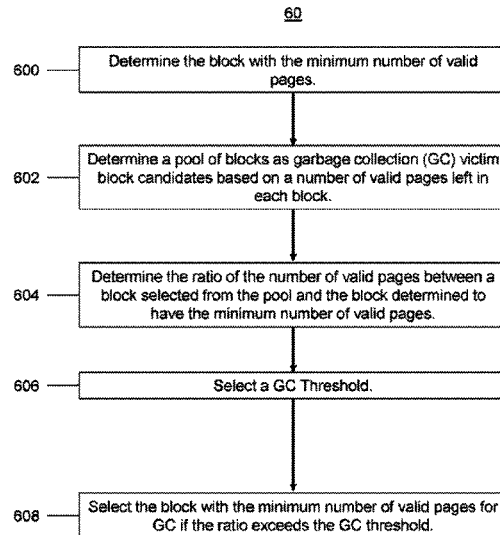 60
600
Determine the block with the minimum number of valid
pages.
602
Determine a pool of blocks as garbage collection (GC) victim
block candidates based on a number of valid pages left in
each block.
604
Determine the ratio of the number of valid pages between a
block selected from the pool and the block determined to
have the minimum number of valid pages.
606
Select a GC Threshold.
608
Select the block with the minimum number of valid pages for
GC if the ratio exceeds the GC threshold.